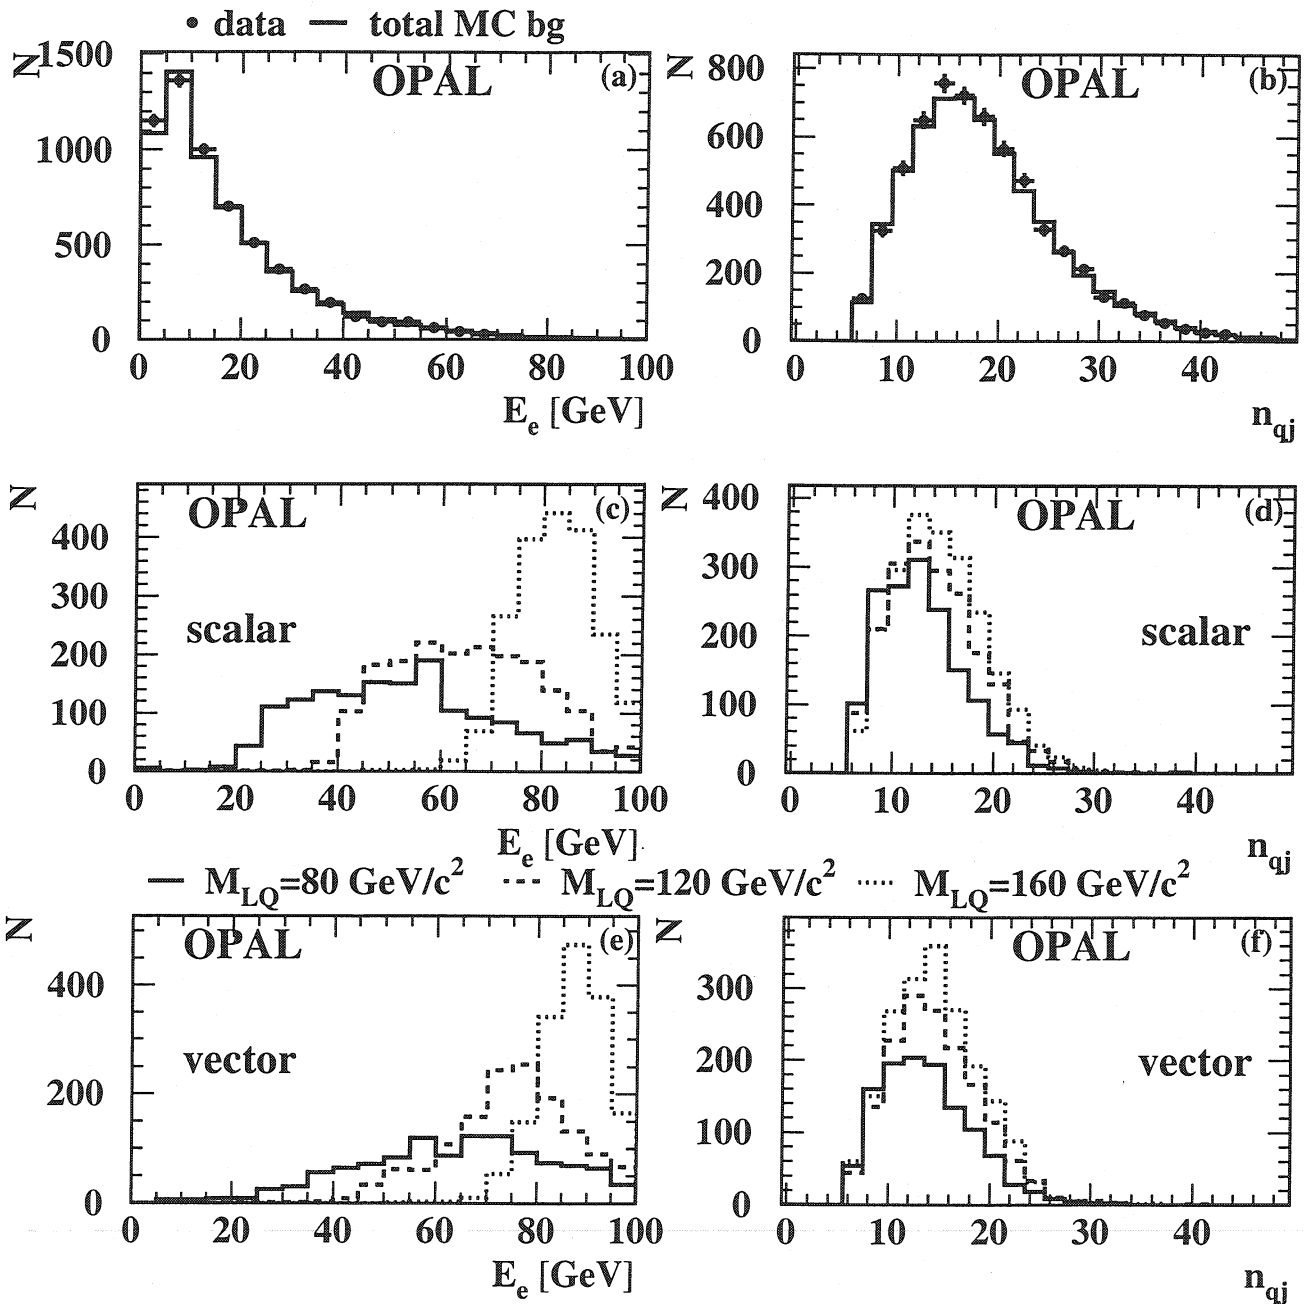 data total MC bg
N
1500
1000
500
0
OPAL
(a)
0 20 40 60 80 100
E_e [GeV]
N
800
600
400
200
0
OPAL
(b)
0 10 20 30 40
n_qj
N
400
300
200
100
0
OPAL
(c)
scalar
0 20 40 60 80 100
E_e [GeV]
N
400
300
200
100
0
OPAL
(d)
scalar
0 10 20 30 40
n_qj
M_LQ=80 GeV/c^2 M_LQ=120 GeV/c^2 M_LQ=160 GeV/c^2
N
400
200
0
OPAL
(e)
vector
0 20 40 60 80 100
E_e [GeV]
N
300
200
100
0
OPAL
(f)
vector
0 10 20 30 40
n_qj